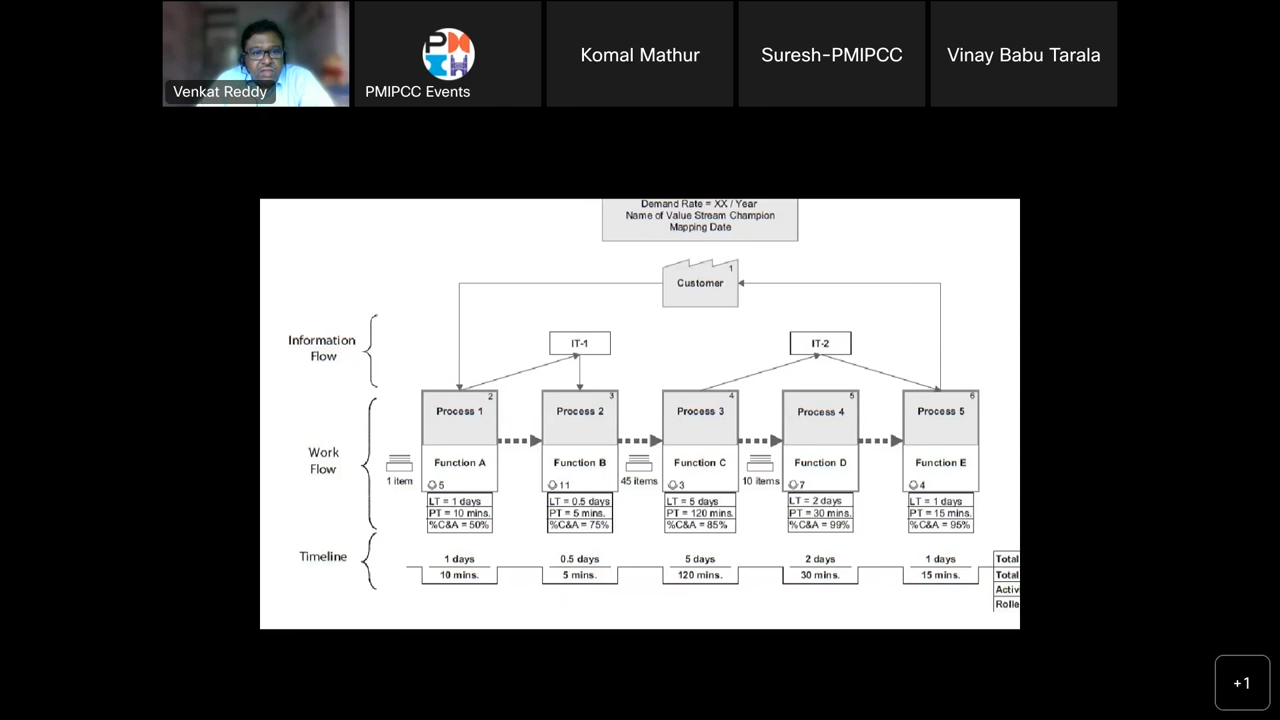 Venkat Reddy
PMIPCC Events
Komal Mathur
Suresh-PMIPCC
Vinay Babu Tarala
Demand Rate = XX / Year
Name of Value Stream Champion
Mapping Date
1
Customer
Information
Flow
IT-1
IT-2
2
Process 1
3
Process 2
4
Process 3
5
Process 4
6
Process 5
Work
Flow
1 item
Function A
5
Function B
11
45 items
Function C
3
10 items
Function D
7
Function E
4
LT = 1 days
PT = 10 mins.
%C&A = 50%
LT = 0.5 days
PT = 5 mins.
%C&A = 75%
LT = 5 days
PT = 120 mins.
%C&A = 85%
LT = 2 days
PT = 30 mins.
%C&A = 99%
LT = 1 days
PT = 15 mins.
%C&A = 95%
Timeline
1 days
10 mins.
0.5 days
5 mins.
5 days
120 mins.
2 days
30 mins.
1 days
15 mins.
Total
Total
Activ
Rolle
+1